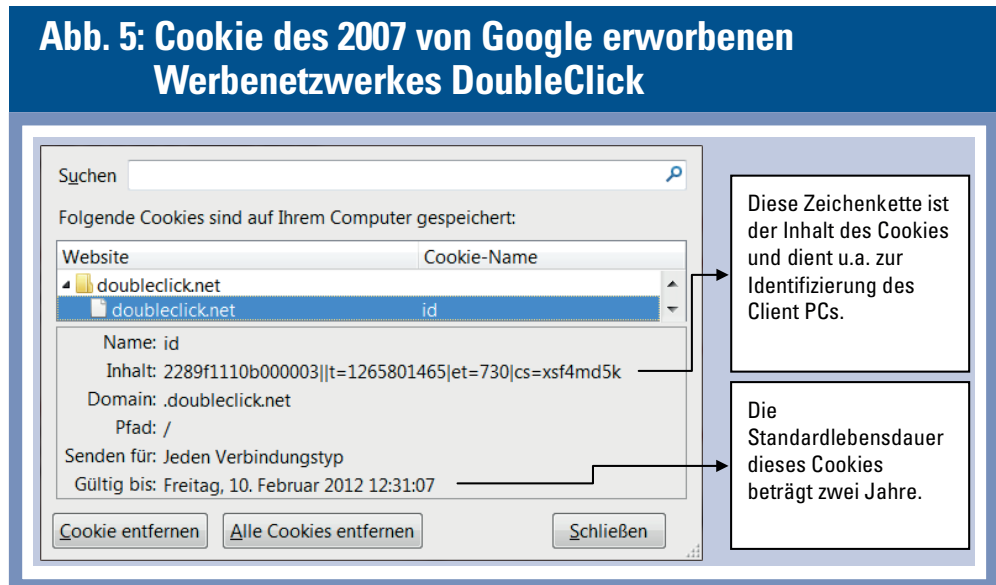 Abb. 5: Cookie des 2007 von Google erworbenen
Werbenetzwerkes DoubleClick
Suchen
Folgende Cookies sind auf Ihrem Computer gespeichert:
Website Cookie-Name
doubleclick.net
doubleclick.net id
Name: id
Inhalt: 2289f1110b000003||t=1265801465|et=730|cs=xsf4md5k
Domain: .doubleclick.net
Pfad: /
Senden für: Jeden Verbindungstyp
Gültig bis: Freitag, 10. Februar 2012 12:31:07
Cookie entfernen Alle Cookies entfernen Schließen
Diese Zeichenkette ist
der Inhalt des Cookies
und dient u.a. zur
Identifizierung des
Client PCs.
Die
Standardlebensdauer
dieses Cookies
beträgt zwei Jahre.